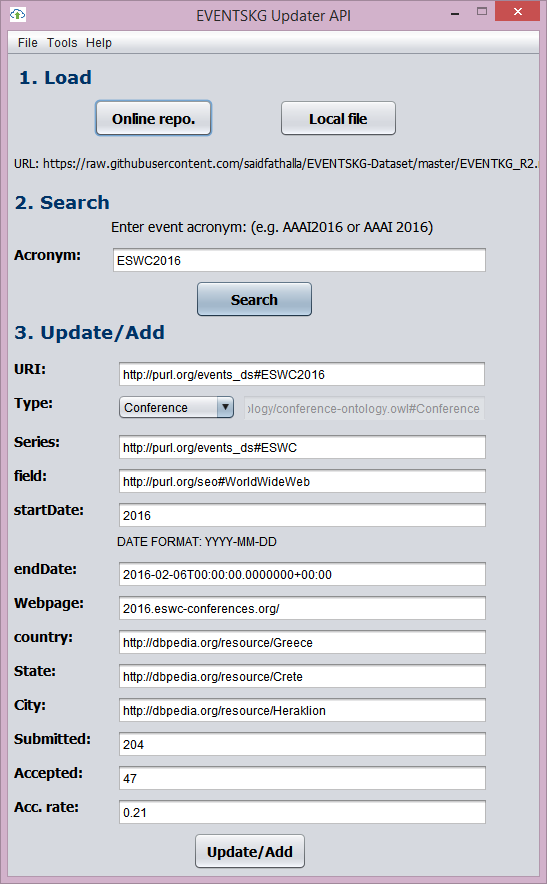 EVENTSKG Updater API
File Tools Help
1. Load
Online repo. Local file
URL: https://raw.githubusercontent.com/saidfathalla/EVENTSKG-Dataset/master/EVENTKG_R2.
2. Search
Enter event acronym: (e.g. AAAI2016 or AAAI 2016)
Acronym: ESWC2016
Search
3. Update/Add
URI: http://purl.org/events_ds#ESWC2016
Type: Conference ology/conference-ontology.owl#Conference
Series: http://purl.org/events_ds#ESWC
field: http://purl.org/seo#WorldWideWeb
startDate: 2016
DATE FORMAT: YYYY-MM-DD
endDate: 2016-02-06T00:00:00.0000000+00:00
Webpage: 2016.eswc-conferences.org/
country: http://dbpedia.org/resource/Greece
State: http://dbpedia.org/resource/Crete
City: http://dbpedia.org/resource/Heraklion
Submitted: 204
Accepted: 47
Acc. rate: 0.21
Update/Add